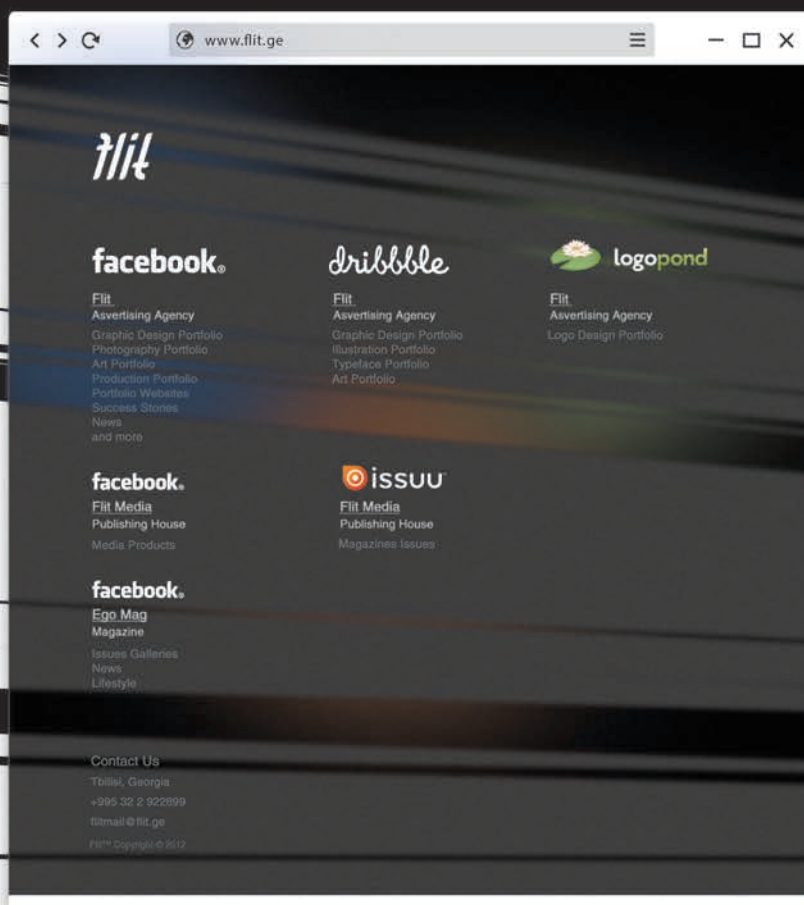 www.flit.ge
flit
facebook®
Flit
Asvertising Agency
Graphic Design Portfolio
Photography Portfolio
Art Portfolio
Production Portfolio
Portfolio Websites
Success Stories
News
and more
dribbble
Flit
Asvertising Agency
Graphic Design Portfolio
Illustration Portfolio
Typeface Portfolio
Art Portfolio
logopond
Flit
Asvertising Agency
Logo Design Portfolio
facebook®
Flit Media
Publishing House
Media Products
issuu
Flit Media
Publishing House
Magazines Issues
facebook®
Ego Mag
Magazine
Issues Galleries
News
Lifestyle
Contact Us
Tbilisi, Georgia
+995 32 2 922899
flitmail@flit.ge
Flit™ Copyright © 2012